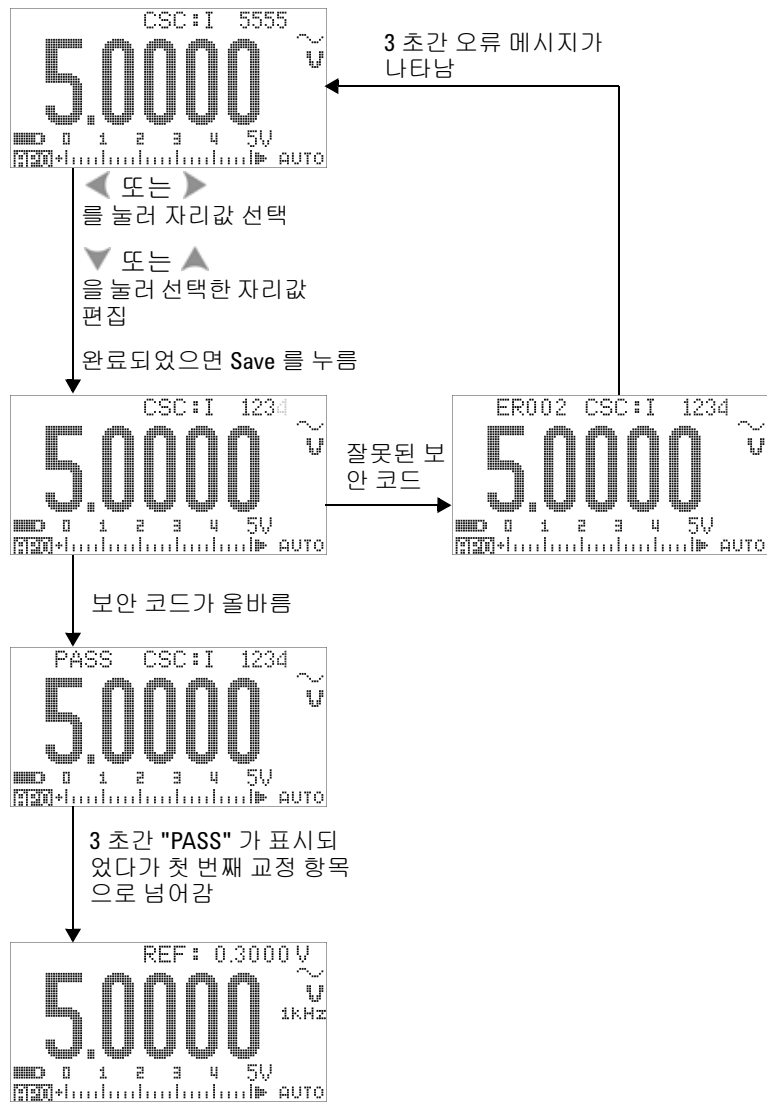 CSC:I 5555
5.0000
0 1 2 3 4 5V
APO AUTO
3 초간 오류 메시지가
나타남
또는
를 눌러 자리값 선택
또는
을 눌러 선택한 자리값
편집
완료되었으면 Save 를 누름
CSC:I 1234
5.0000
V
0 1 2 3 4 5V
APO AUTO
잘못된 보
안 코드
ER002 CSC:I 1234
5.0000
V
0 1 2 3 4 5V
APO AUTO
보안 코드가 올바름
PASS CSC:I 1234
5.0000
V
0 1 2 3 4 5V
APO AUTO
3 초간 "PASS" 가 표시되
었다가 첫 번째 교정 항목
으로 넘어감
REF: 0.3000 V
5.0000
V
1kHz
0 1 2 3 4 5V
APO AUTO